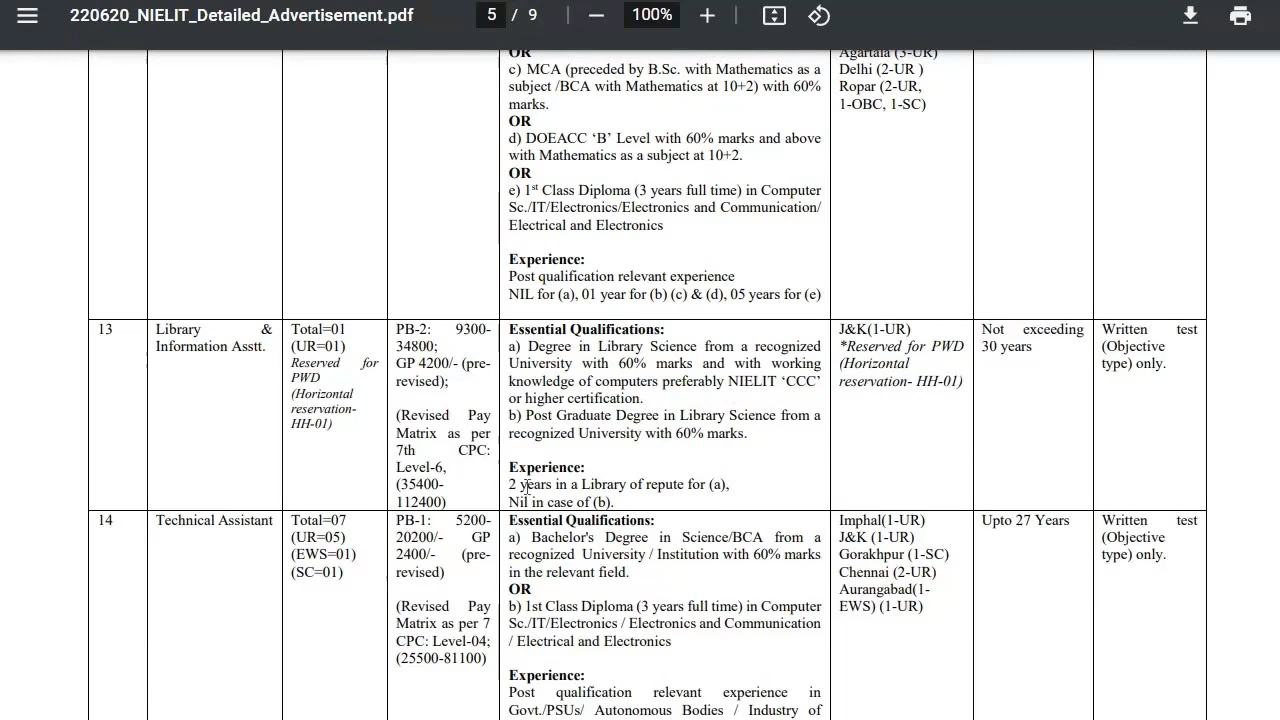 220620_NIELIT_Detailed_Advertisement.pdf
5 / 9
100%
OR
c) MCA (preceded by B.Sc. with Mathematics as a
subject /BCA with Mathematics at 10+2) with 60%
marks.
OR
d) DOEACC ‘B’ Level with 60% marks and above
with Mathematics as a subject at 10+2.
OR
e) 1st Class Diploma (3 years full time) in Computer
Sc./IT/Electronics/Electronics and Communication/
Electrical and Electronics
Experience:
Post qualification relevant experience
NIL for (a), 01 year for (b) (c) & (d), 05 years for (e)
Agartala (3-UR)
Delhi (2-UR )
Ropar (2-UR,
1-OBC, 1-SC)
13
Library &
Information Asstt.
Total=01
(UR=01)
Reserved for
PWD
(Horizontal
reservation-
HH-01)
PB-2: 9300-
34800;
GP 4200/- (pre-
revised);
(Revised Pay
Matrix as per
7th CPC:
Level-6,
(35400-
112400)
Essential Qualifications:
a) Degree in Library Science from a recognized
University with 60% marks and with working
knowledge of computers preferably NIELIT ‘CCC’
or higher certification.
b) Post Graduate Degree in Library Science from a
recognized University with 60% marks.
Experience:
2 years in a Library of repute for (a),
Nil in case of (b).
J&K(1-UR)
*Reserved for PWD
(Horizontal
reservation- HH-01)
Not exceeding
30 years
Written test
(Objective
type) only.
14
Technical Assistant
Total=07
(UR=05)
(EWS=01)
(SC=01)
PB-1: 5200-
20200/- GP
2400/- (pre-
revised)
(Revised Pay
Matrix as per 7
CPC: Level-04;
(25500-81100)
Essential Qualifications:
a) Bachelor's Degree in Science/BCA from a
recognized University / Institution with 60% marks
in the relevant field.
OR
b) 1st Class Diploma (3 years full time) in Computer
Sc./IT/Electronics / Electronics and Communication
/ Electrical and Electronics
Experience:
Post qualification relevant experience in
Govt./PSUs/ Autonomous Bodies / Industry of
Imphal(1-UR)
J&K (1-UR)
Gorakhpur (1-SC)
Chennai (2-UR)
Aurangabad(1-
EWS) (1-UR)
Upto 27 Years
Written test
(Objective
type) only.